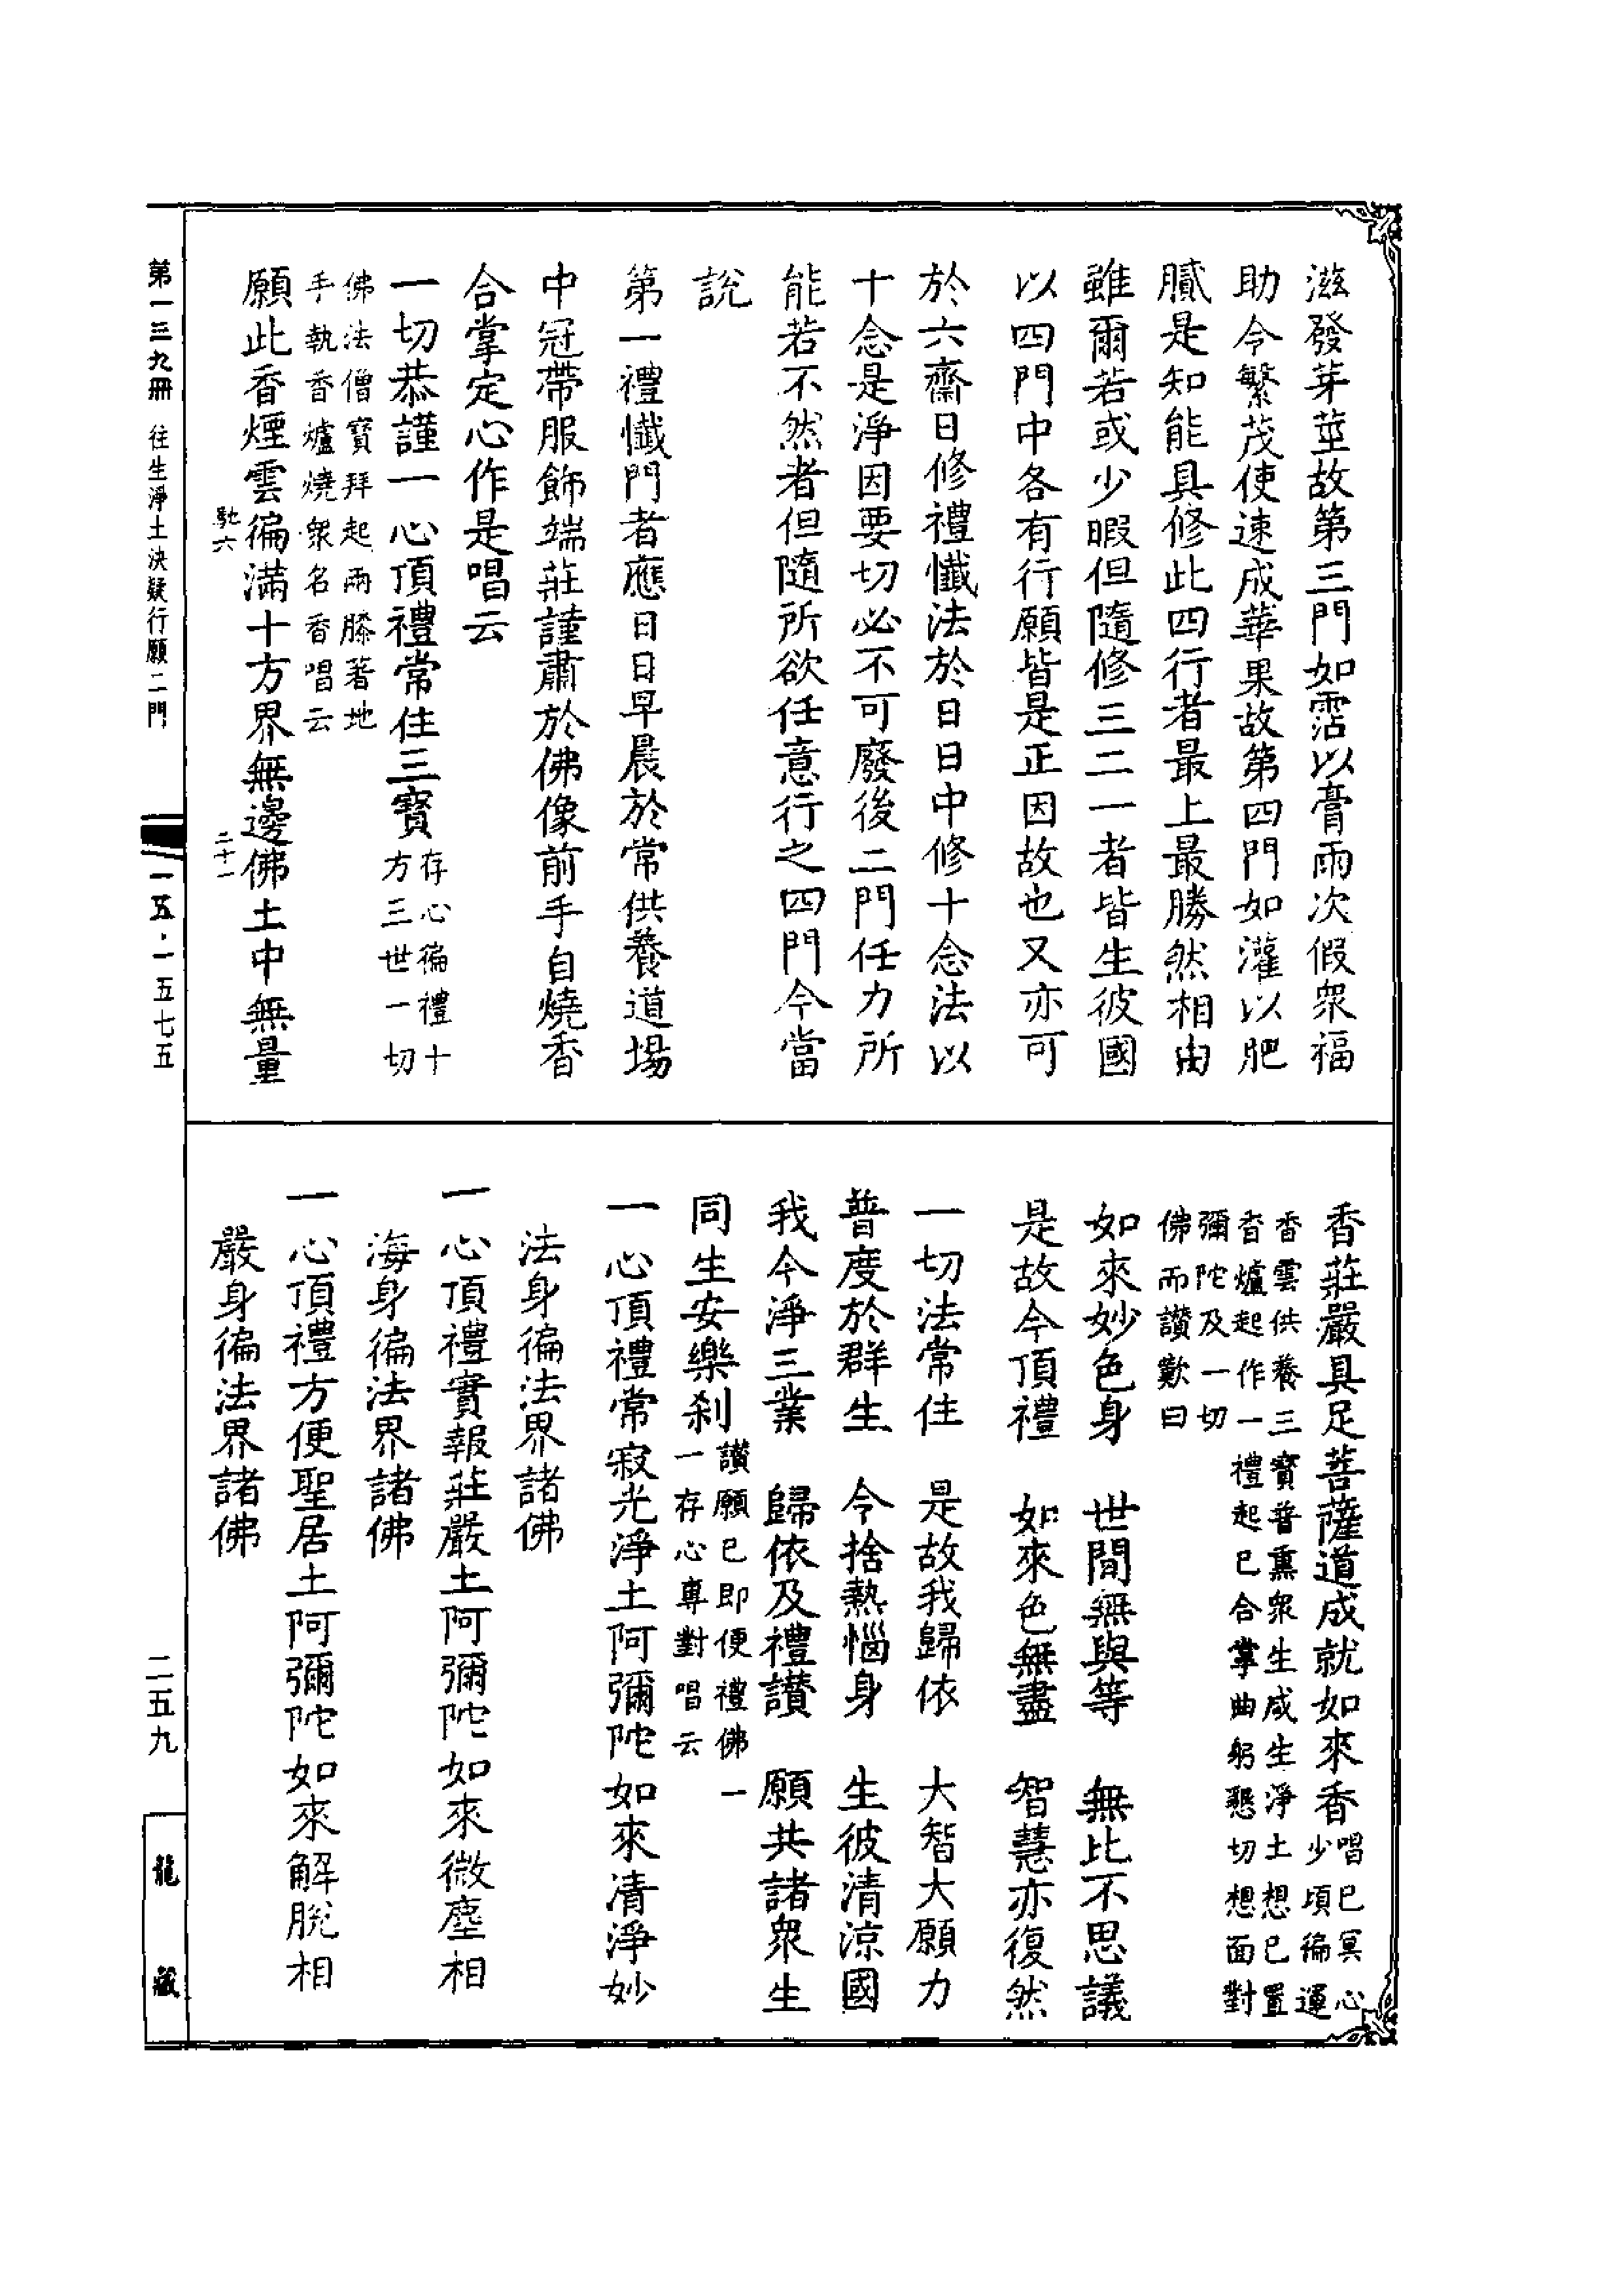 滋發芽莖故第三門如霑以膏雨次假衆福
助令繁茂使速成華果故第四門如灌以肥
膩是知能具修此四行者最上最勝然相由
雖爾若或少暇但隨修三二一者皆生彼國
以四門中各有行願皆是正因故也又亦可
於六齋日修禮懺法於日日中修十念法以
十念是淨因要切必不可廢後二門任力所
能若不然者但隨所欲任意行之四門今當
說
第一禮懺門者應日日早晨於常供養道場
中冠帶服飾端莊謹肅於佛像前手自燒香
合掌定心作是唱云
一切恭謹一心頂禮常住三寶
存心徧禮十
方三世一切
佛法僧寶拜起兩膝著地
手執香爐燒衆名香唱云
願此香煙雲徧滿十方界無邊佛土中無量
馳六
二十一
香莊嚴具足菩薩道成就如來香
唱已冥心
少頃徧運
香雲供養三寶普熏衆生咸生淨土想已置
香爐起作一禮起已合掌曲躬懇切想面對
彌陀及一切
佛而讃歎曰
如來妙色身 世間無與等 無比不思議
是故今頂禮 如來色無盡 智慧亦復然
一切法常住 是故我歸依 大智大願力
普度於群生 今捨熱惱身 生彼清涼國
我今淨三業 歸依及禮讃 願共諸衆生
同生安樂刹
讃願已即便禮佛一
一存心專對唱云
一心頂禮常寂光淨土阿彌陀如來清淨妙
法身徧法界諸佛
一心頂禮實報莊嚴土阿彌陀如來微塵相
海身徧法界諸佛
一心頂禮方便聖居土阿彌陀如來解脫相
嚴身徧法界諸佛
第一三九冊 往生淨土決疑行願二門
一五·一五七五
二五九
龍藏